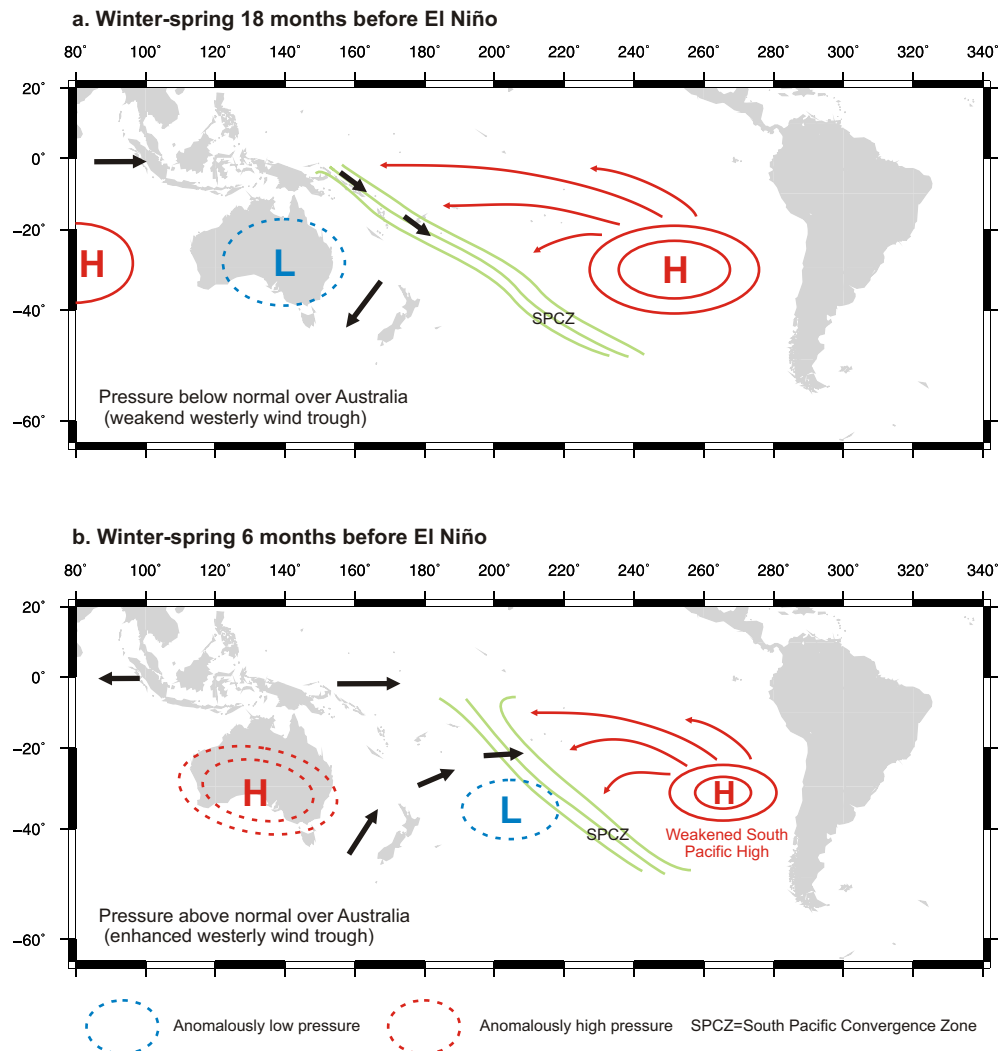 a. Winter-spring 18 months before El Niño
80˚ 100˚ 120˚ 140˚ 160˚ 180˚ 200˚ 220˚ 240˚ 260˚ 280˚ 300˚ 320˚ 340˚
20˚
0˚
−20˚
−40˚
−60˚
H
L
H
SPCZ
Pressure below normal over Australia
(weakend westerly wind trough)
b. Winter-spring 6 months before El Niño
80˚ 100˚ 120˚ 140˚ 160˚ 180˚ 200˚ 220˚ 240˚ 260˚ 280˚ 300˚ 320˚ 340˚
20˚
0˚
−20˚
−40˚
−60˚
H
L
H
SPCZ
Weakened South
Pacific High
Pressure above normal over Australia
(enhanced westerly wind trough)
Anomalously low pressure
Anomalously high pressure
SPCZ=South Pacific Convergence Zone